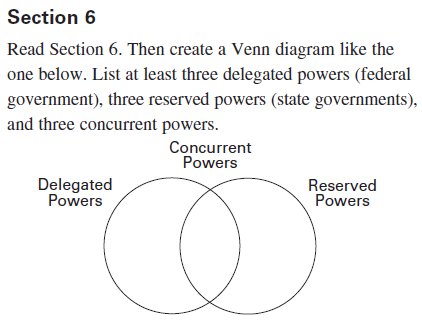 Section 6
Read Section 6. Then create a Venn diagram like the
one below. List at least three delegated powers (federal
government), three reserved powers (state governments),
and three concurrent powers.
Concurrent
Powers
Delegated
Powers
Reserved
Powers